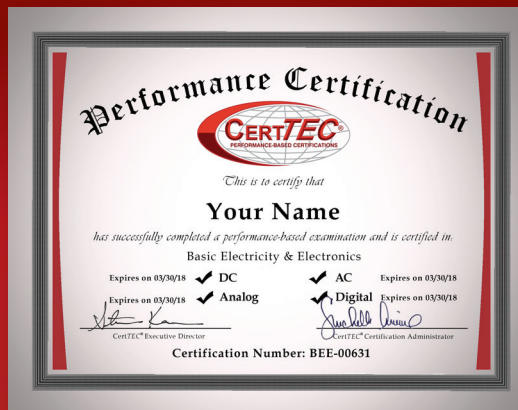 Performance Certification
CERTTEC®
PERFORMANCE-BASED CERTIFICATIONS
This is to certify that
Your Name
has successfully completed a performance-based examination and is certified in:
Basic Electricity & Electronics
Expires on 03/30/18 ✔ DC ✔ AC Expires on 03/30/18
Expires on 03/30/18 ✔ Analog ✔ Digital Expires on 03/30/18
CertTEC® Executive Director CertTEC® Certification Administrator
Certification Number: BEE-00631